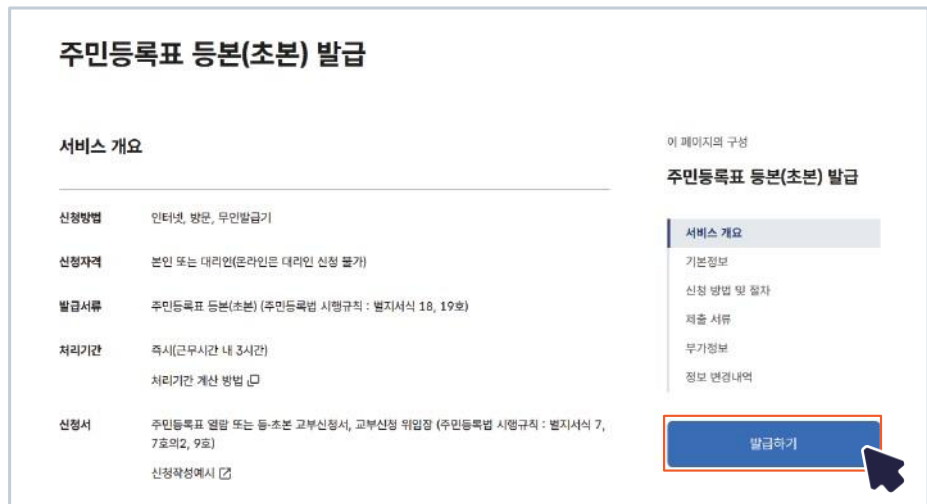 주민등록표 등본(초본) 발급
서비스 개요
신청방법 인터넷, 방문, 무인발급기
신청자격 본인 또는 대리인(온라인은 대리인 신청 불가)
발급서류 주민등록표 등본(초본) (주민등록법 시행규칙 : 별지서식 18, 19호)
처리기간 즉시(근무시간 내 3시간)
처리기간 계산 방법
신청서 주민등록표 열람 또는 등·초본 교부신청서, 교부신청 위임장 (주민등록법 시행규칙 : 별지서식 7,
7호의2, 9호)
신청작성예시
이 페이지의 구성
주민등록표 등본(초본) 발급
서비스 개요
기본정보
신청 방법 및 절차
제출 서류
부가정보
정보 변경내역
발급하기